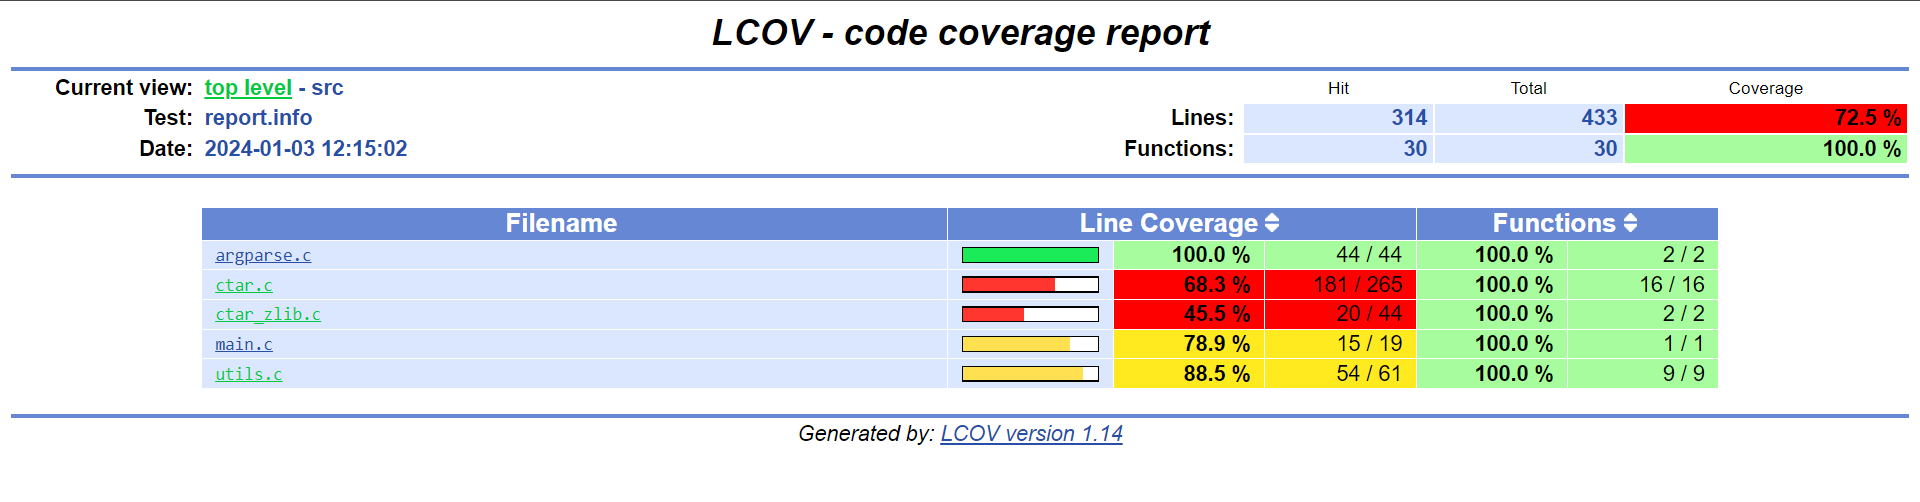 LCOV - code coverage report
Current view: top level - src
Test: report.info
Date: 2024-01-03 12:15:02
Hit Total Coverage
Lines: 314 433 72.5 %
Functions: 30 30 100.0 %
Filename Line Coverage Functions
argparse.c 100.0 % 44 / 44 100.0 % 2 / 2
ctar.c 68.3 % 181 / 265 100.0 % 16 / 16
ctar_zlib.c 45.5 % 20 / 44 100.0 % 2 / 2
main.c 78.9 % 15 / 19 100.0 % 1 / 1
utils.c 88.5 % 54 / 61 100.0 % 9 / 9
Generated by: LCOV version 1.14